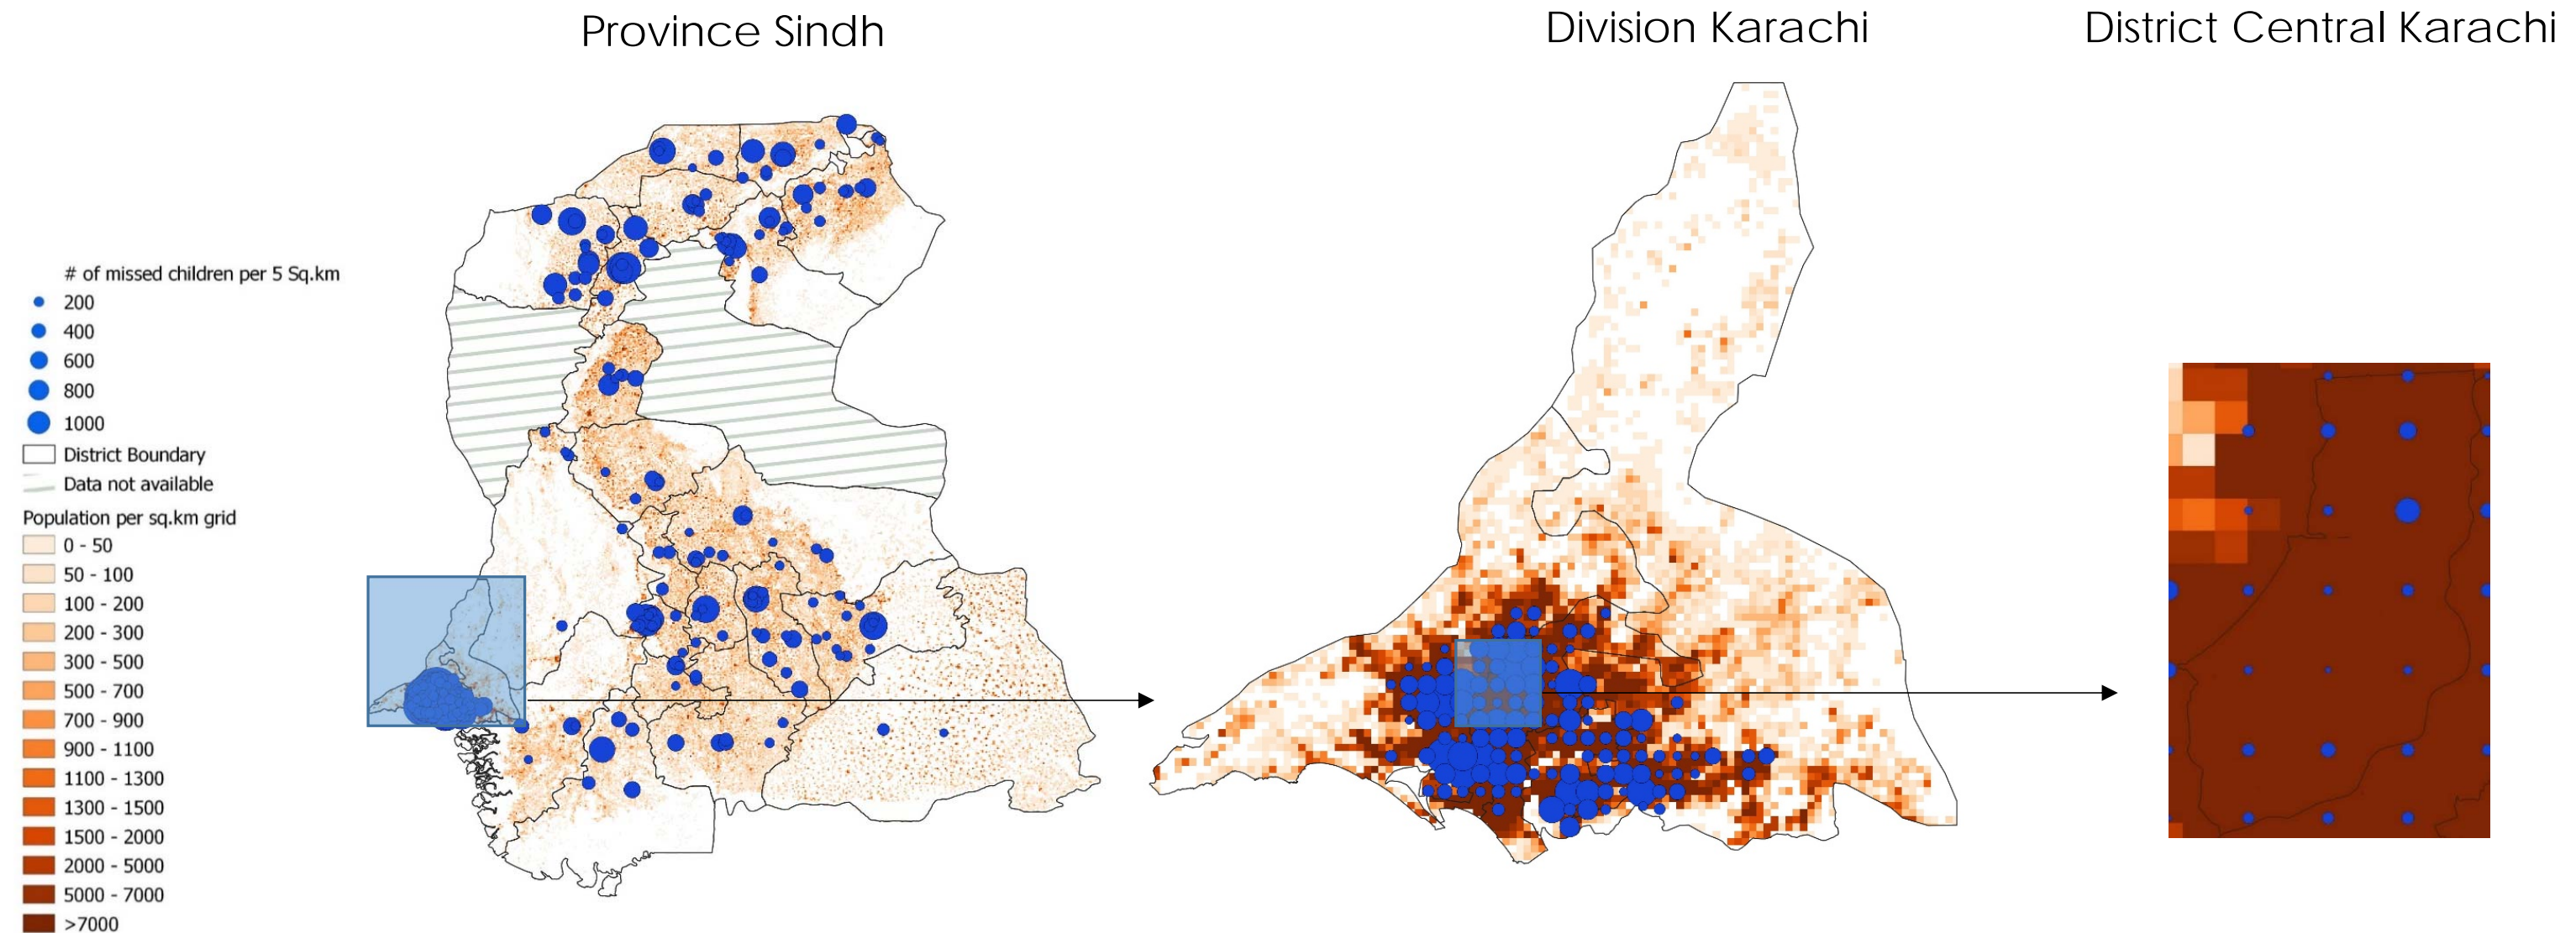 Province Sindh
Division Karachi
District Central Karachi
# of missed children per 5 Sq.km
200
400
600
800
1000
District Boundary
Data not available
Population per sq.km grid
0 - 50
50 - 100
100 - 200
200 - 300
300 - 500
500 - 700
700 - 900
900 - 1100
1100 - 1300
1300 - 1500
1500 - 2000
2000 - 5000
5000 - 7000
>7000